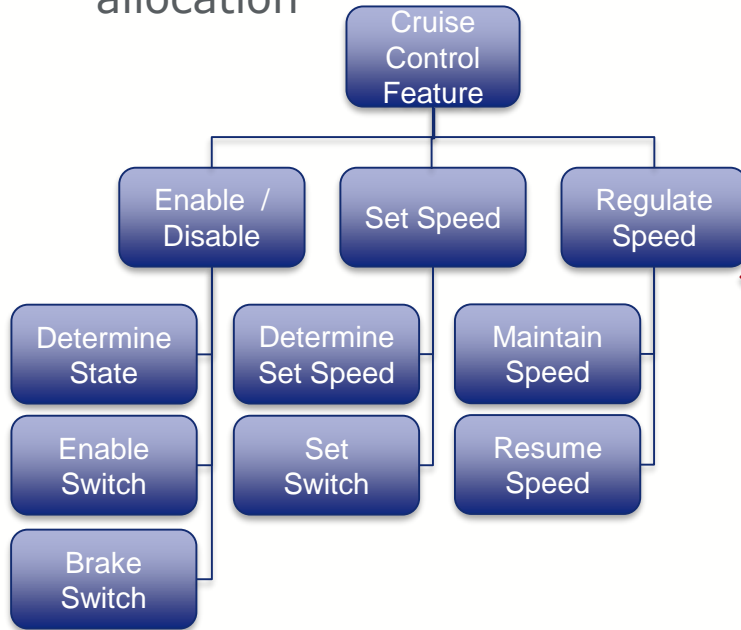 allocation
Cruise
Control
Feature
Enable /
Disable
Set Speed
Regulate
Speed
Determine
State
Determine
Set Speed
Maintain
Speed
Enable
Switch
Set
Switch
Resume
Speed
Brake
Switch